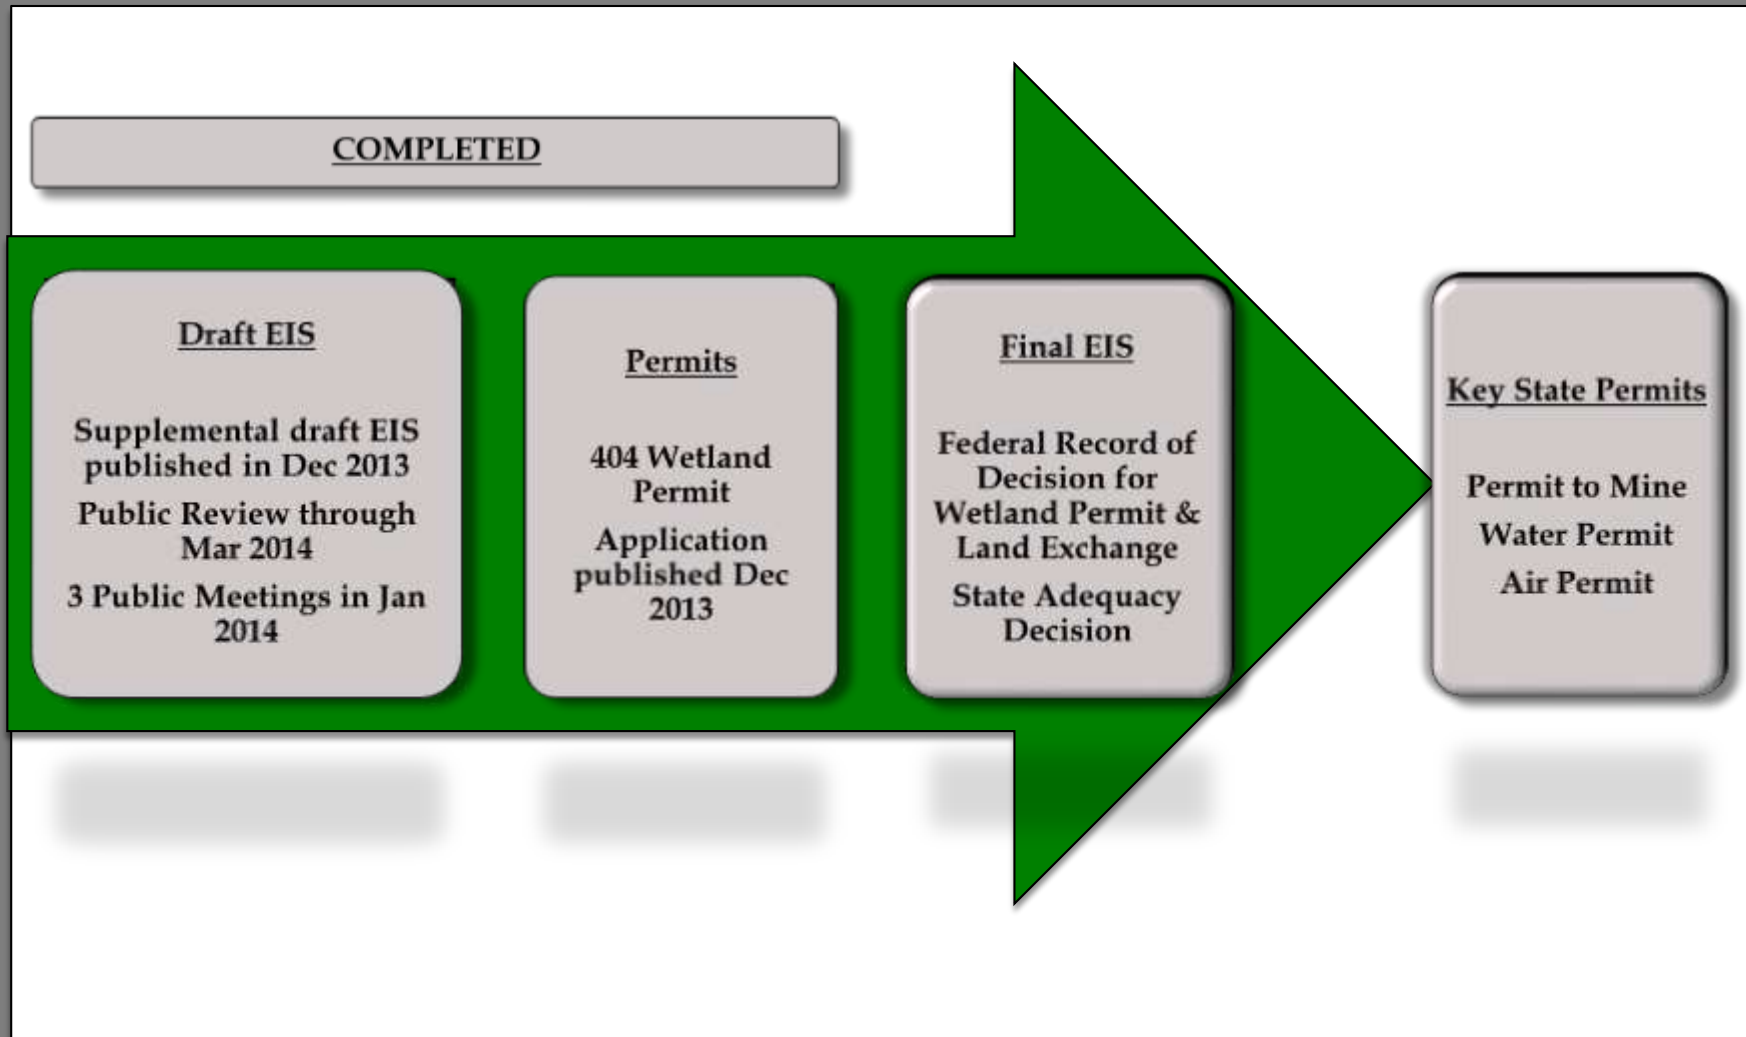 COMPLETED
Draft EIS
Supplemental draft EIS
published in Dec 2013
Public Review through
Mar 2014
3 Public Meetings in Jan
2014
Permits
404 Wetland
Permit
Application
published Dec
2013
Final EIS
Federal Record of
Decision for
Wetland Permit &
Land Exchange
State Adequacy
Decision
Key State Permits
Permit to Mine
Water Permit
Air Permit